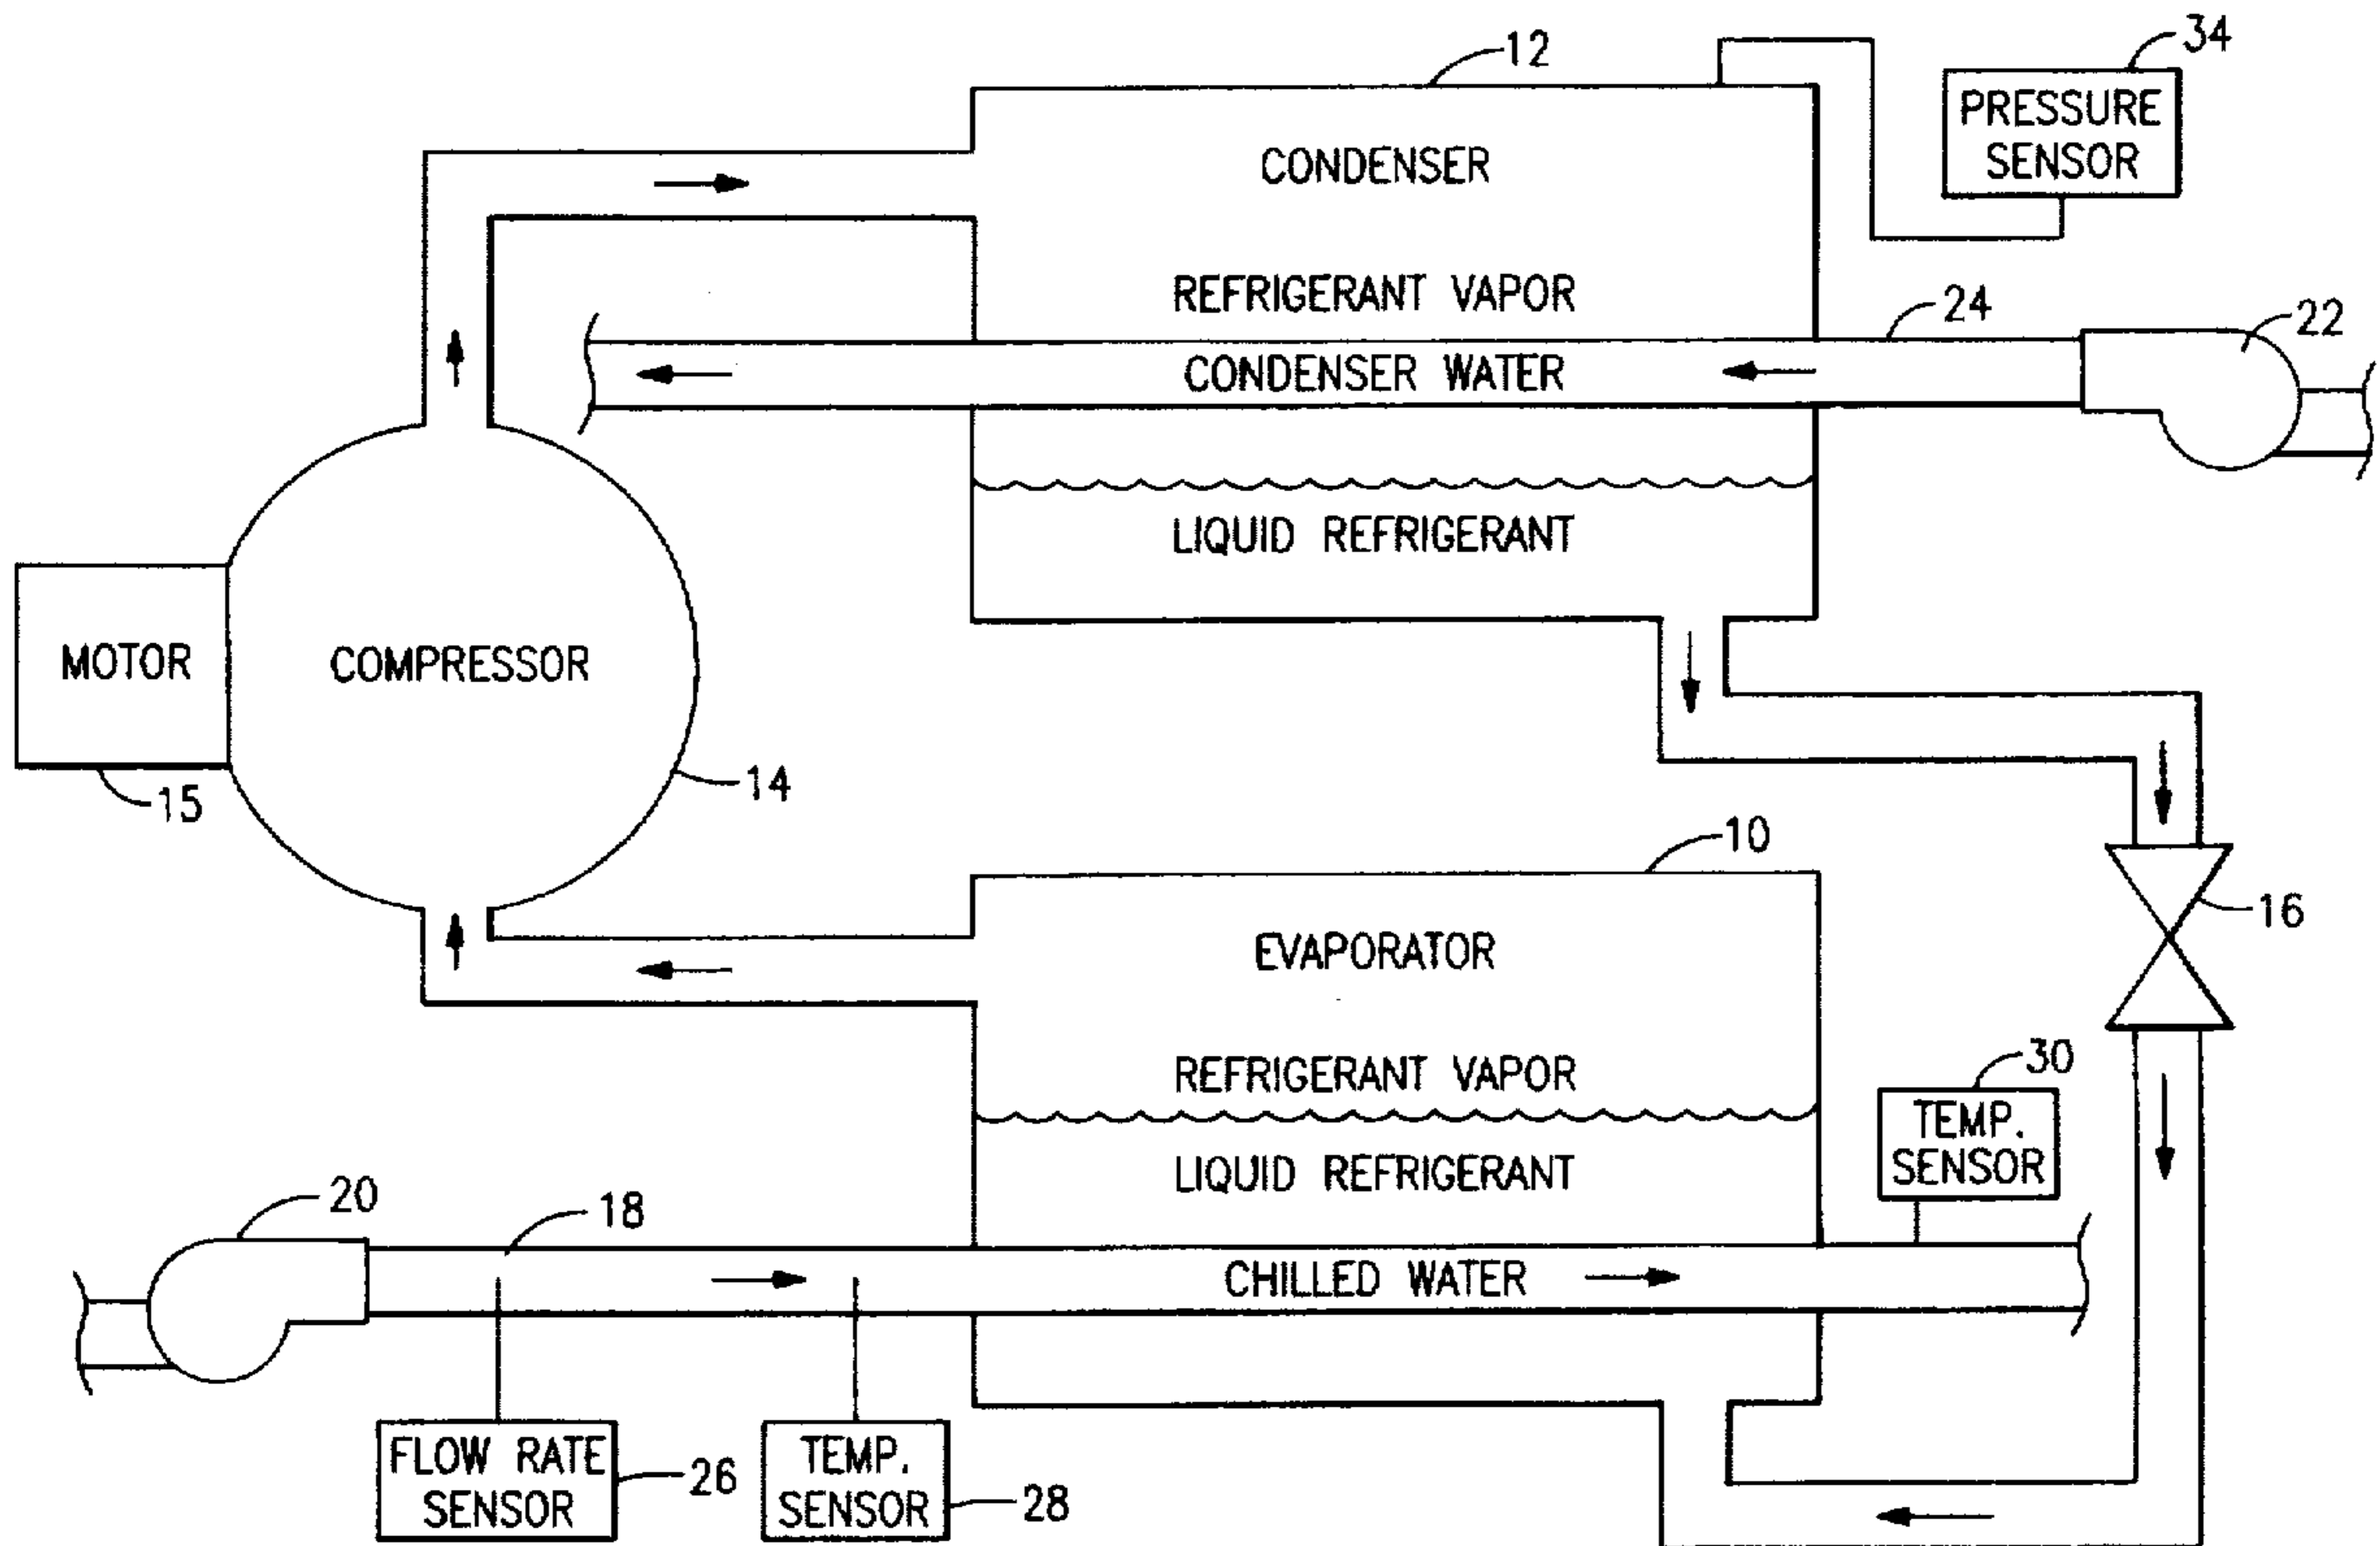 12
34
PRESSURE
SENSOR
CONDENSER
REFRIGERANT VAPOR
24
22
CONDENSER WATER
LIQUID REFRIGERANT
MOTOR
COMPRESSOR
15
14
10
16
EVAPORATOR
REFRIGERANT VAPOR
30
TEMP.
SENSOR
LIQUID REFRIGERANT
20
18
CHILLED WATER
FLOW RATE
SENSOR
26
TEMP.
SENSOR
28